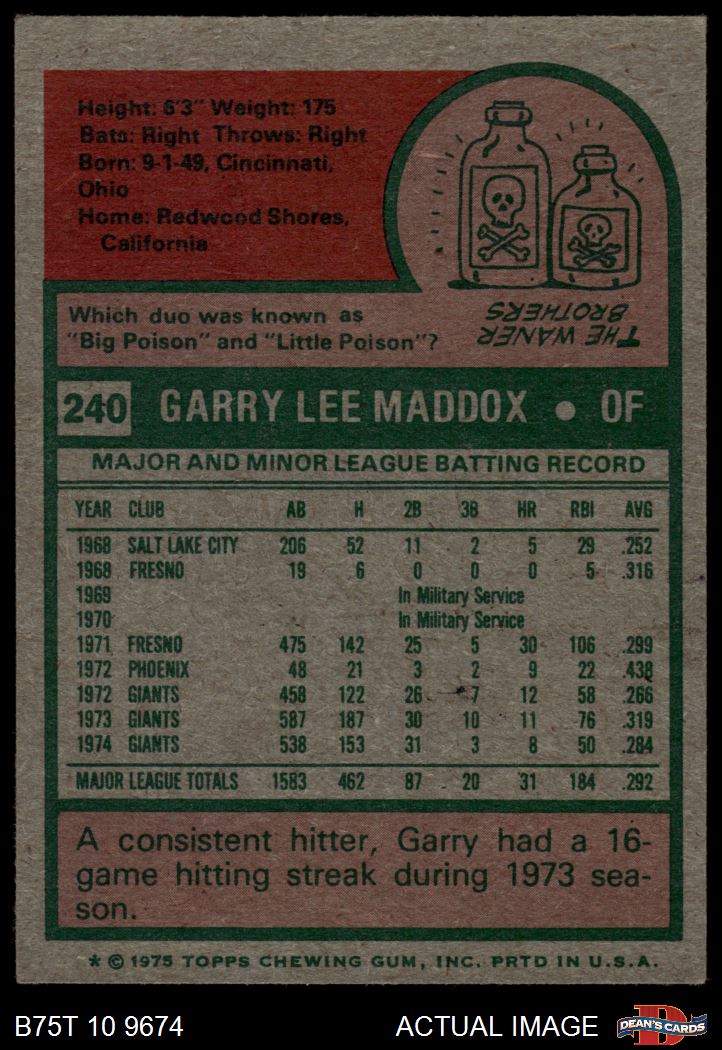 Height: 6'3" Weight: 175
Bats: Right Throws: Right
Born: 9-1-49, Cincinnati,
Ohio
Home: Redwood Shores,
California
Which duo was known as
"Big Poison" and "Little Poison"?
THE WANER
BROTHERS
240 GARRY LEE MADDOX • OF
MAJOR AND MINOR LEAGUE BATTING RECORD
YEAR CLUB AB H 2B 3B HR RBI AVG
1968 SALT LAKE CITY 206 52 11 2 5 29 .252
1968 FRESNO 19 6 0 0 0 5 .316
1969 In Military Service
1970 In Military Service
1971 FRESNO 475 142 25 5 30 106 .299
1972 PHOENIX 48 21 3 2 9 22 .438
1972 GIANTS 458 122 26 7 12 58 .266
1973 GIANTS 587 187 30 10 11 76 .319
1974 GIANTS 538 153 31 3 8 50 .284
MAJOR LEAGUE TOTALS 1583 462 87 20 31 184 .292
A consistent hitter, Garry had a 16-
game hitting streak during 1973 sea-
son.
* © 1975 TOPPS CHEWING GUM, INC. PRTD IN U.S.A.
B75T 10 9674 ACTUAL IMAGE D DEAN'S CARDS